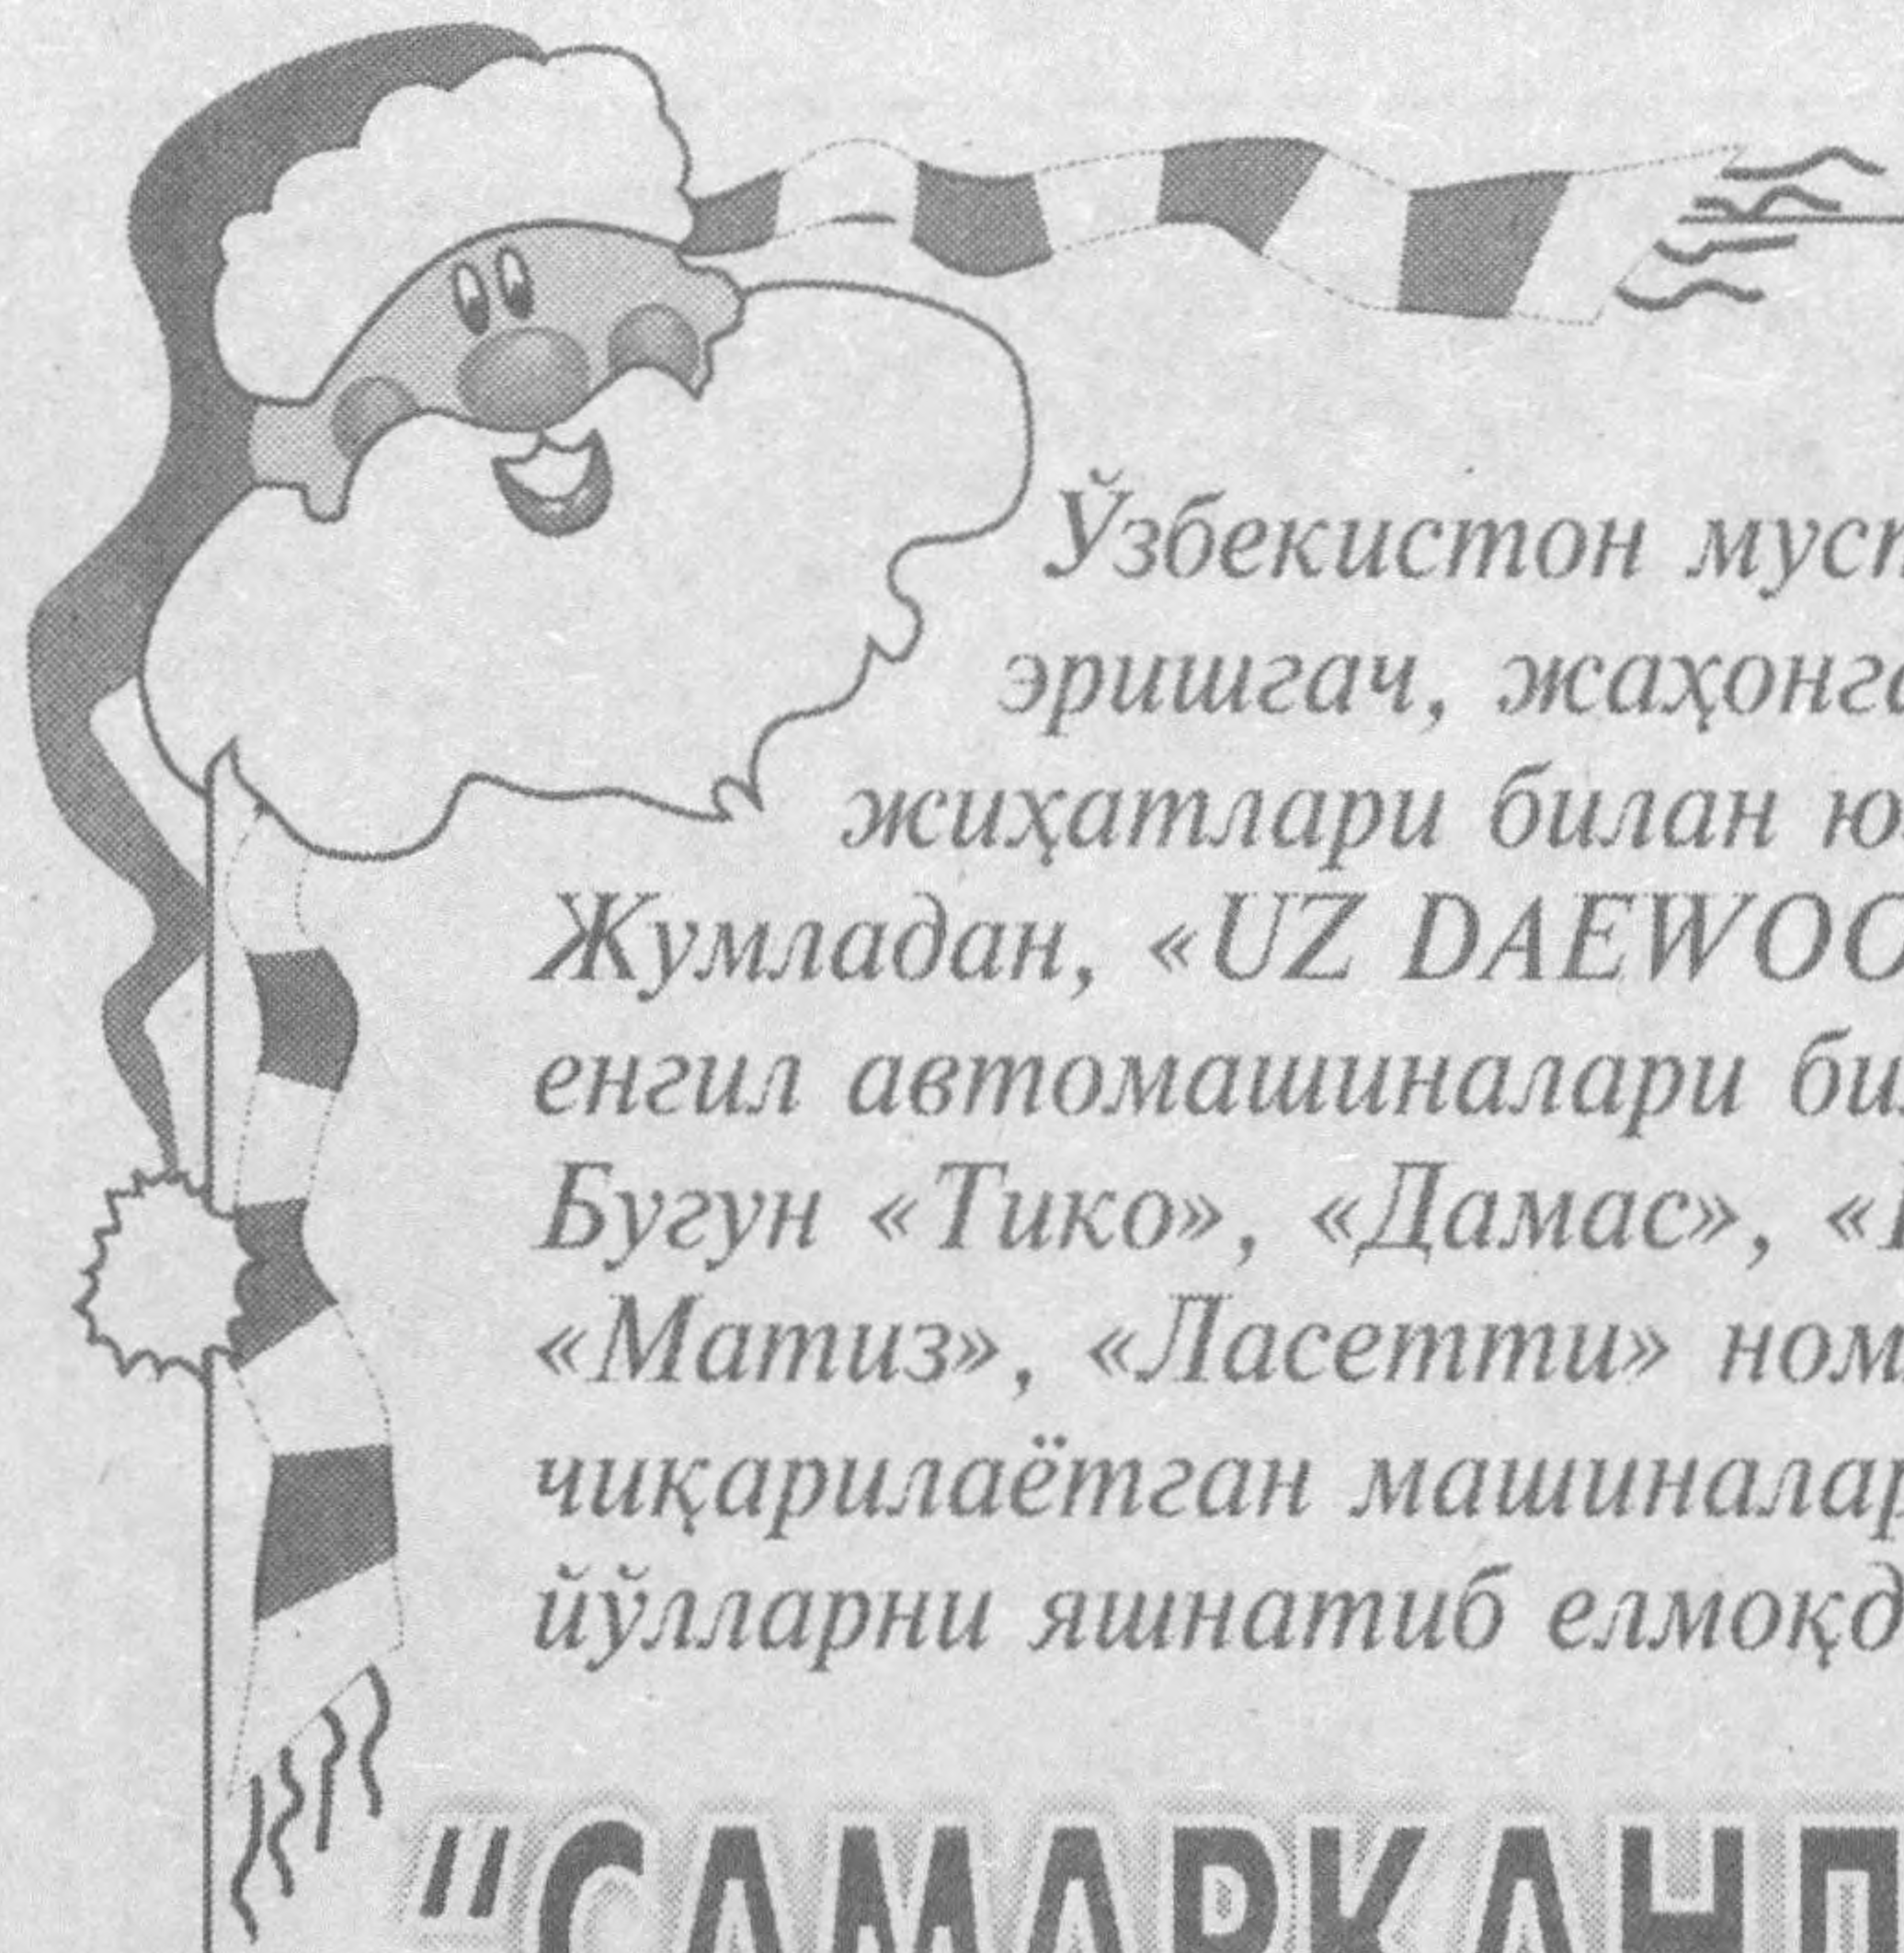 Ўзбекистон муст
эришгач, жаҳонга
жиҳатлари билан ю
Жумладан, «UZ DAEWOO
енгил автомашиналари бил
Бугун «Тико», «Дамас», «
«Матиз», «Ласетти» ном
чиқарилаётган машиналар
йўлларни яшнатиб елмоқд
"САМАРКАНД